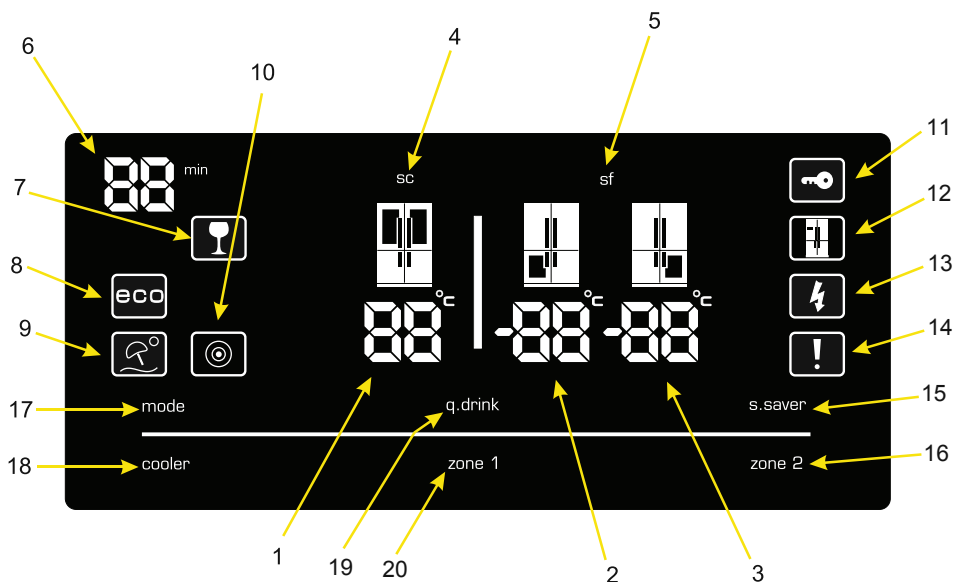 4
5
6
10
7
11
88 min
sc
sf
12
8
eco
13
88 °C
-88 °C
-88 °C
9
!
14
17
mode
q.drink
s.saver
15
18
cooler
zone 1
zone 2
16
1
19
20
2
3